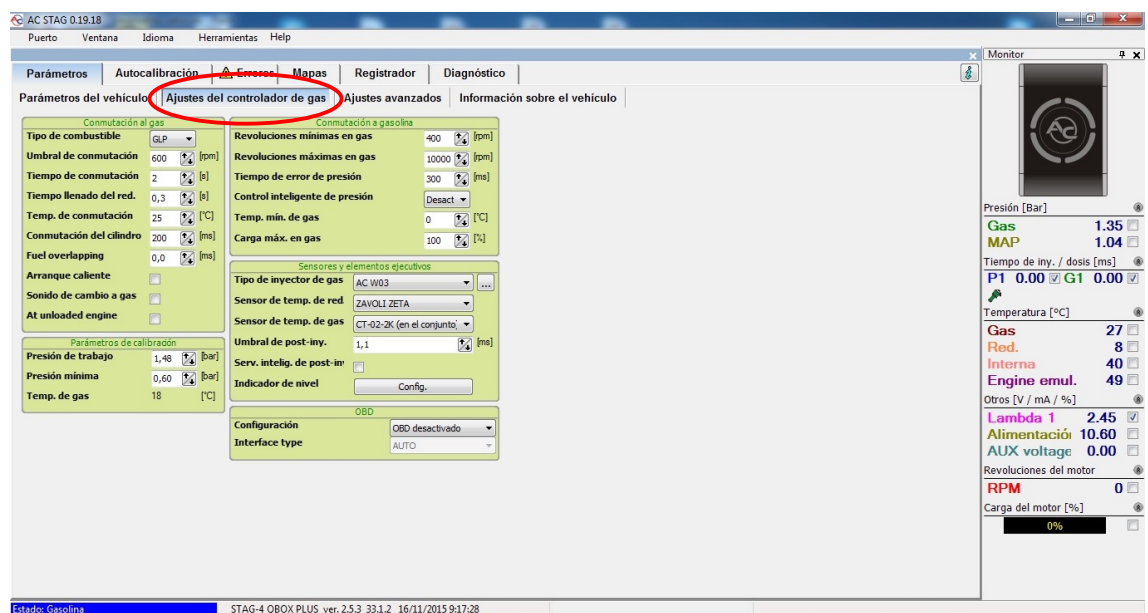 AC STAG 0.19.18
Puerto Ventana Idioma Herramientas Help
Parámetros Autocalibración Errores Mapas Registrador Diagnóstico
Parámetros del vehículo Ajustes del controlador de gas Ajustes avanzados Información sobre el vehículo
Conmutación al gas
Tipo de combustible GLP
Umbral de conmutación 600 [rpm]
Tiempo de conmutación 2 [s]
Tiempo llenado del red. 0,3 [s]
Temp. de conmutación 25 [°C]
Conmutación del cilindro 200 [ms]
Fuel overlapping 0,0 [ms]
Arranque caliente
Sonido de cambio a gas
At unloaded engine
Parámetros de calibración
Presión de trabajo 1,48 [bar]
Presión mínima 0,60 [bar]
Temp. de gas 18 [°C]
Conmutación a gasolina
Revoluciones mínimas en gas 400 [rpm]
Revoluciones máximas en gas 10000 [rpm]
Tiempo de error de presión 300 [ms]
Control inteligente de presión Desact
Temp. mín. de gas 0 [°C]
Carga máx. en gas 100 [%]
Sensores y elementos ejecutivos
Tipo de inyector de gas AC W03 ...
Sensor de temp. de red ZAVOLI ZETA
Sensor de temp. de gas CT-02-2K (en el conjunto)
Umbral de post-iny. 1,1 [ms]
Serv. intelig. de post-in
Indicador de nivel Config.
OBD
Configuración OBD desactivado
Interface type AUTO
Monitor
AC
Presión [Bar]
Gas 1.35
MAP 1.04
Tiempo de iny. / dosis [ms]
P1 0.00 G1 0.00
Temperatura [°C]
Gas 27
Red. 8
Interna 40
Engine emul. 49
Otros [V / mA / %]
Lambda 1 2.45
Alimentació 10.60
AUX voltage 0.00
Revoluciones del motor
RPM 0
Carga del motor [%]
0%
Estado: Gasolina STAG-4 QBOX PLUS ver. 2.5.3 33.1.2 16/11/2015 9:17:28